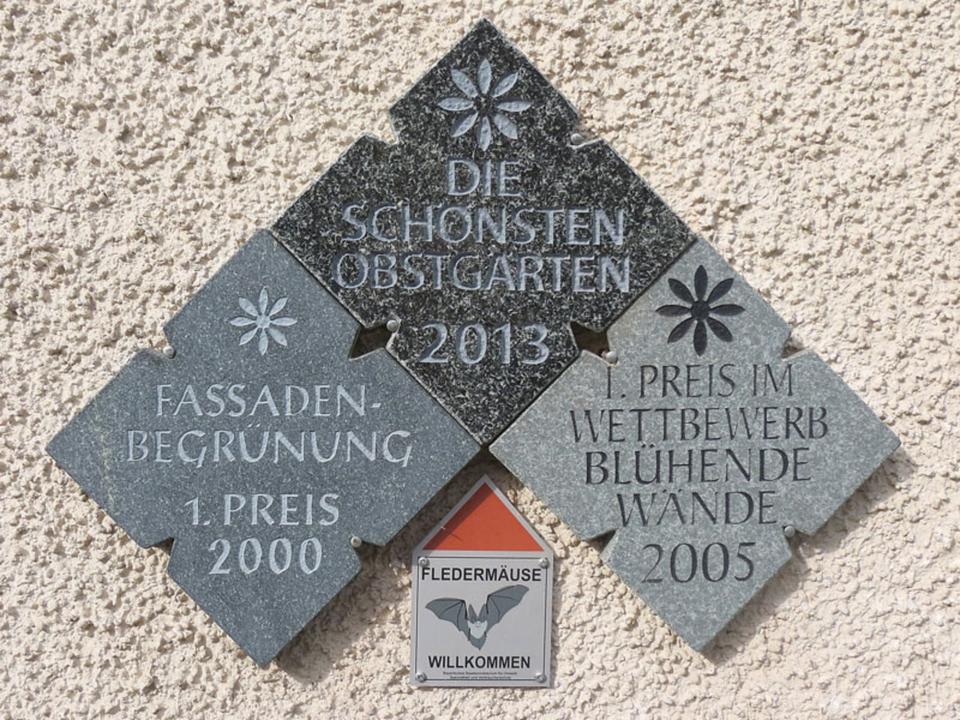 DIE
SCHÖNSTEN
OBSTGÄRTEN
2013
FASSADEN-
BEGRÜNUNG
1. PREIS
2000
1. PREIS IM
WETTBEWERB
BLÜHENDE
WÄNDE
2005
FLEDERMÄUSE
WILLKOMMEN